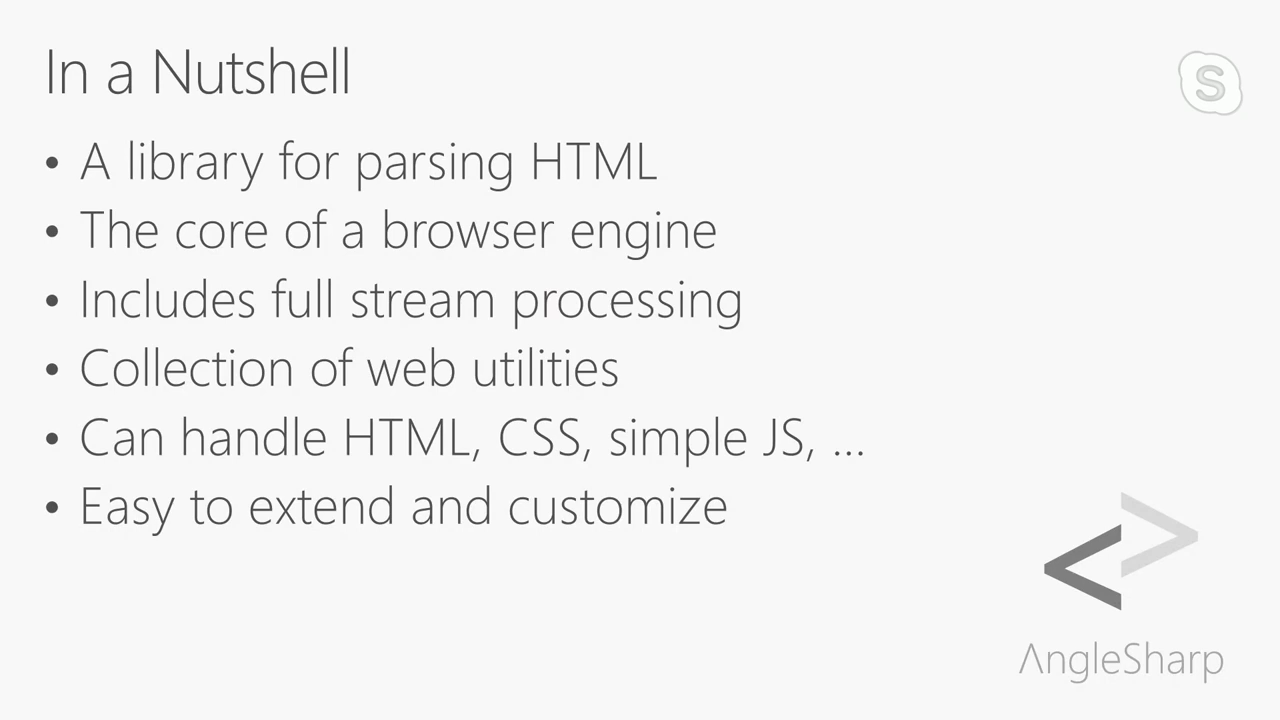 In a Nutshell
• A library for parsing HTML
• The core of a browser engine
• Includes full stream processing
• Collection of web utilities
• Can handle HTML, CSS, simple JS, ...
• Easy to extend and customize
S
AngleSharp